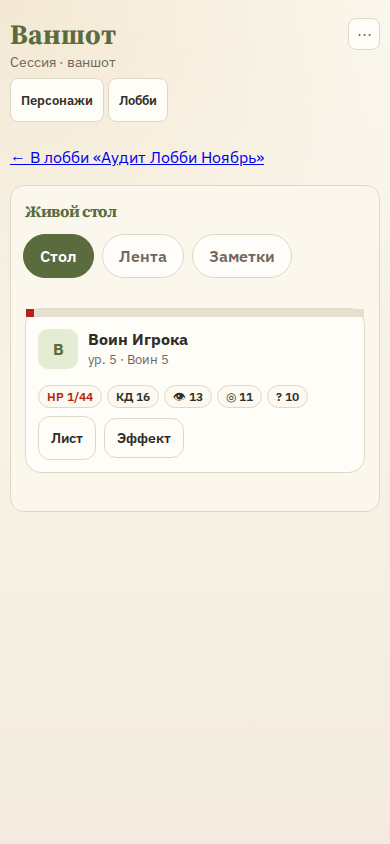 Ваншот
...
Сессия · ваншот
Персонажи Лобби
← В лобби «Аудит Лобби Ноябрь»
Живой стол
Стол Лента Заметки
В Воин Игрока
ур. 5 · Воин 5
HP 1/44 КД 16 👁 13 ◎ 11 ? 10
Лист Эффект